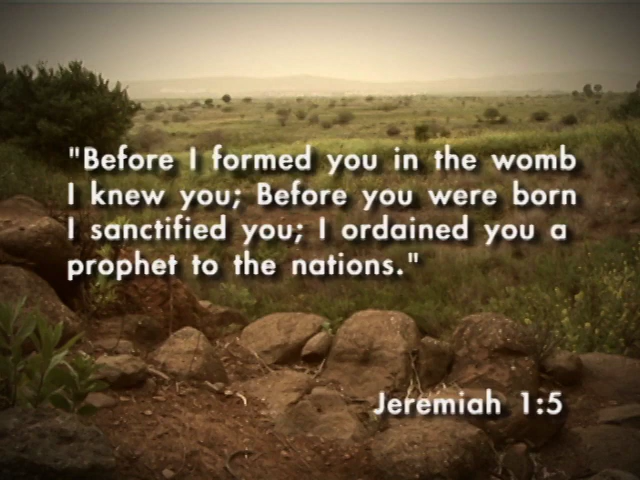 "Before I formed you in the womb
I knew you; Before you were born
I sanctified you; I ordained you a
prophet to the nations."
Jeremiah 1:5